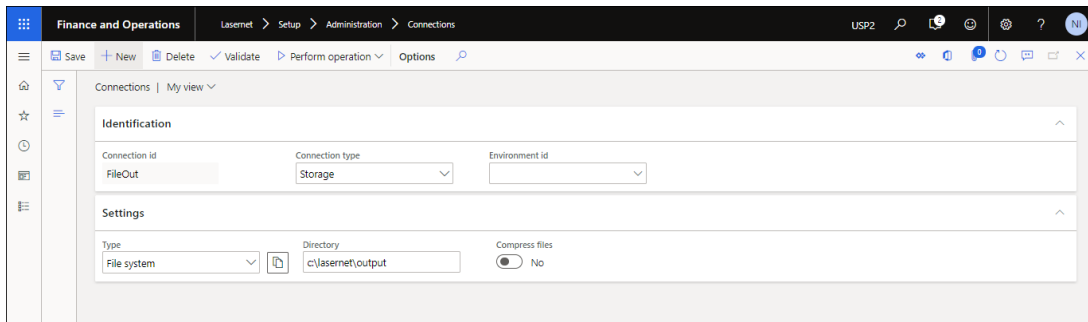 Finance and Operations Lasernet > Setup > Administration > Connections USP2 2 ? NI
Save + New Delete Validate Perform operation Options 0
Connections | My view
Identification
Connection id Connection type Environment id
FileOut Storage
Settings
Type Directory Compress files
File system c:\lasernet\output No